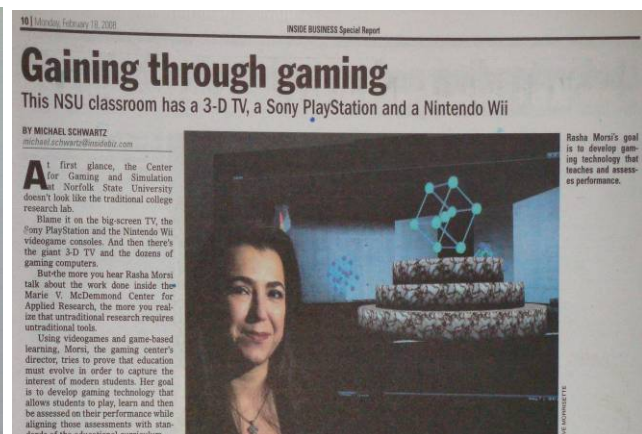 10 | Monday, February 18, 2008
INSIDE BUSINESS Special Report
Gaining through gaming
This NSU classroom has a 3-D TV, a Sony PlayStation and a Nintendo Wii
BY MICHAEL SCHWARTZ
michael.schwartz@insidebiz.com
At first glance, the Center
for Gaming and Simulation
at Norfolk State University
doesn't look like the traditional college
research lab.
Blame it on the big-screen TV, the
Sony PlayStation and the Nintendo Wii
videogame consoles. And then there's
the giant 3-D TV and the dozens of
gaming computers.
But the more you hear Rasha Morsi
talk about the work done inside the
Marie V. McDemmond Center for
Applied Research, the more you real-
ize that untraditional research requires
untraditional tools.
Using videogames and game-based
learning, Morsi, the gaming center's
director, tries to prove that education
must evolve in order to capture the
interest of modern students. Her goal
is to develop gaming technology that
allows students to play, learn and then
be assessed on their performance while
aligning those assessments with stan-
dards of the educational curriculum
Rasha Morsi's goal
is to develop gam-
ing technology that
teaches and assess-
es performance.
MORRISETTE